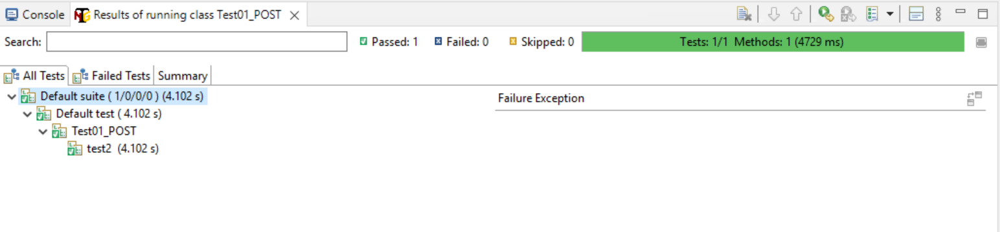 Console Results of running class Test01_POST
Search: Passed: 1 Failed: 0 Skipped: 0 Tests: 1/1 Methods: 1 (4729 ms)
All Tests Failed Tests Summary
Default suite ( 1/0/0/0 ) (4.102 s)
Failure Exception
Default test ( 4.102 s)
Test01_POST
test2 (4.102 s)